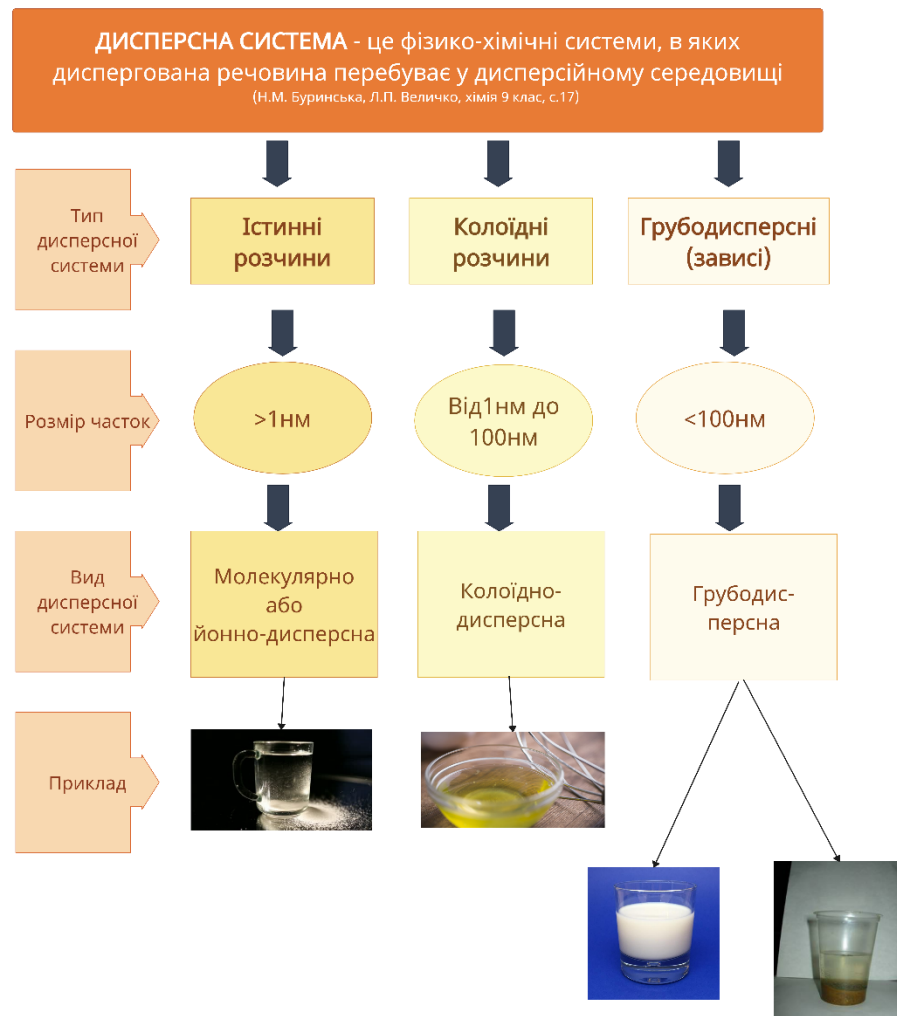 ДИСПЕРСНА СИСТЕМА - це фізико-хімічні системи, в яких
диспергована речовина перебуває у дисперсійному середовищі
(Н.М. Буринська, Л.П. Величко, хімія 9 клас, с.17)
Тип
дисперсної
системи
Істинні
розчини
Колоїдні
розчини
Грубодисперсні
(зависі)
Розмір часток
>1нм
Від1нм до
100нм
<100нм
Вид
дисперсної
системи
Молекулярно
або
йонно-дисперсна
Колоїдно-
дисперсна
Грубодис-
персна
Приклад